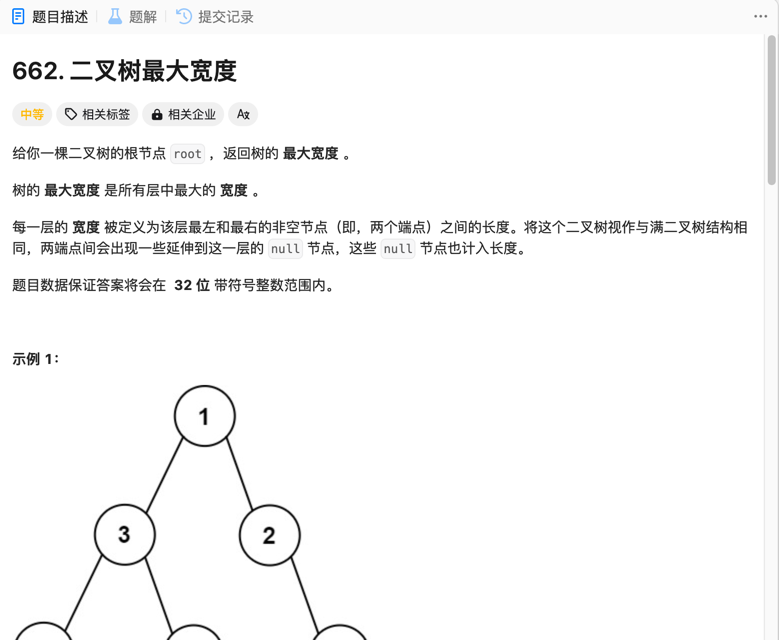 题目描述 题解 提交记录
662. 二叉树最大宽度
中等 相关标签 相关企业 Aぇ
给你一棵二叉树的根节点 root ，返回树的 最大宽度 。
树的 最大宽度 是所有层中最大的 宽度 。
每一层的 宽度 被定义为该层最左和最右的非空节点（即，两个端点）之间的长度。将这个二叉树视作与满二叉树结构相
同，两端点间会出现一些延伸到这一层的 null 节点，这些 null 节点也计入长度。
题目数据保证答案将会在 32 位 带符号整数范围内。
示例 1：
1
3 2